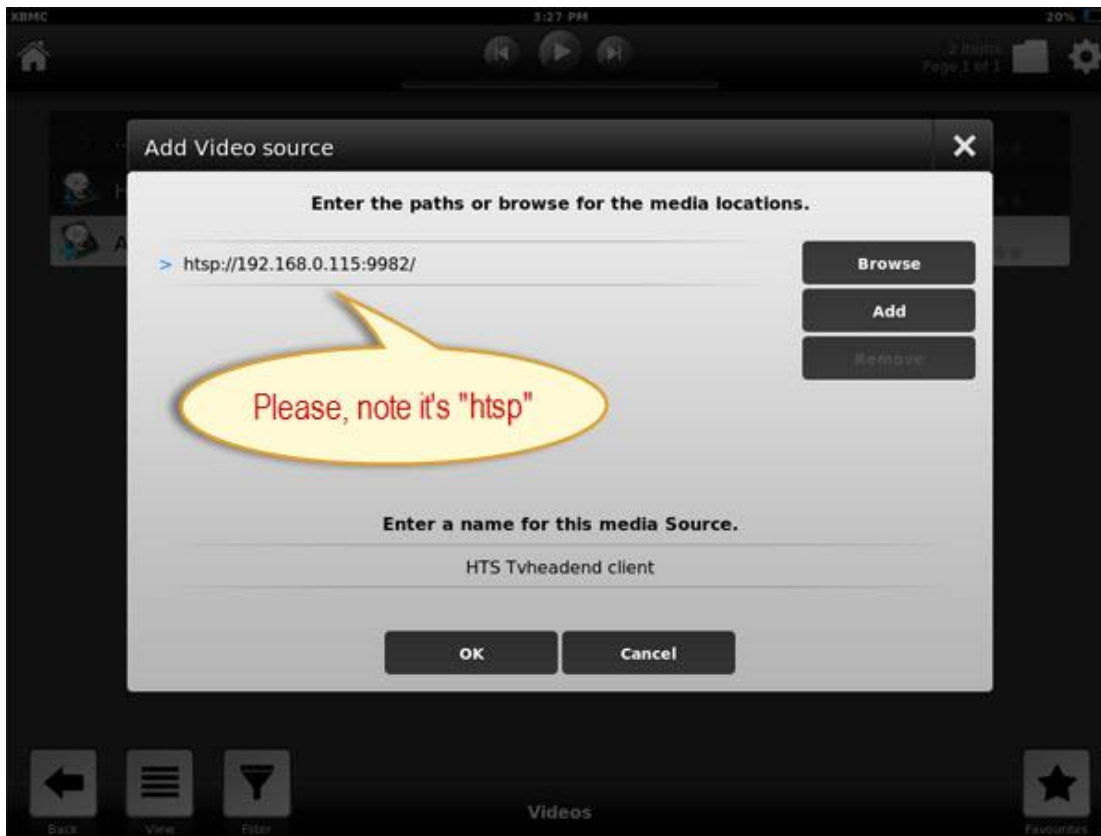 XBMC
3:27 PM
20%
2 Items
Page 1 of 1
Add Video source
Enter the paths or browse for the media locations.
> htsp://192.168.0.115:9982/
Browse
Add
Remove
Please, note it's "htsp"
Enter a name for this media Source.
HTS Tvheadend client
OK
Cancel
Videos
Back
View
Filter
Favourites